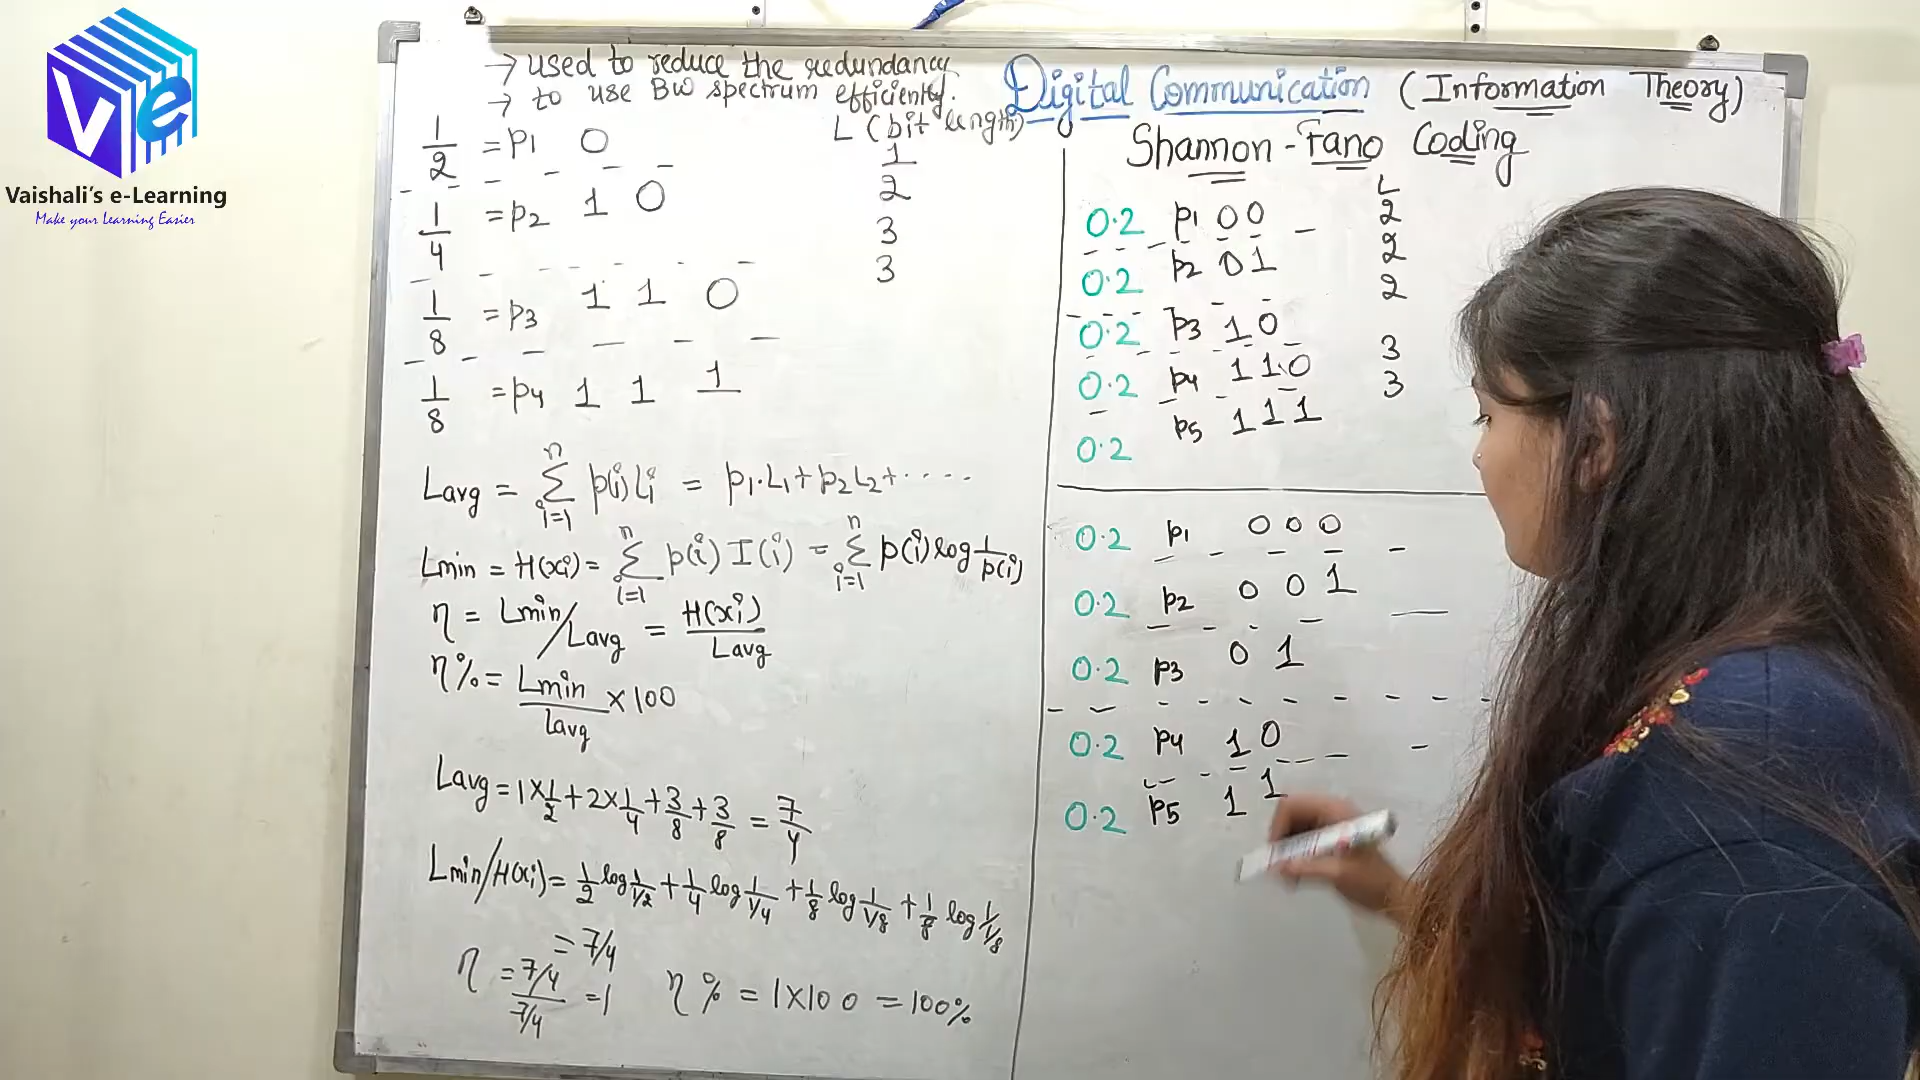 Ve
Vaishali's e-Learning
Make your Learning Easier
→ used to reduce the redundancy
→ to use BW spectrum efficiently.
L (bit length)
1/2 = p1 0 1
1/4 = p2 1 0 2
1/8 = p3 1 1 0 3
1/8 = p4 1 1 1 3
Lavg = Σ(i=1 to n) p(i)Li = p1.L1 + p2L2 + ....
Lmin = H(xi) = Σ(i=1 to n) p(i) I(i) = Σ(i=1 to n) p(i) log 1/p(i)
η = Lmin/Lavg = H(xi)/Lavg
η% = Lmin/Lavg × 100
Lavg = 1×1/2 + 2×1/4 + 3/8 + 3/8 = 7/4
Lmin/H(xi) = 1/2 log 1/1/2 + 1/4 log 1/1/4 + 1/8 log 1/1/8 + 1/8 log 1/1/8
= 7/4
η = 7/4 / 7/4 = 1 η% = 1×100 = 100%
Digital Communication (Information Theory)
Shannon-Fano Coding
L
0.2 p1 0 0 2
0.2 p2 0 1 2
0.2 p3 1 0 2
0.2 p4 1 1 0 3
0.2 p5 1 1 1 3
0.2 p1 0 0 0
0.2 p2 0 0 1
0.2 p3 0 1
0.2 p4 1 0
0.2 p5 1 1